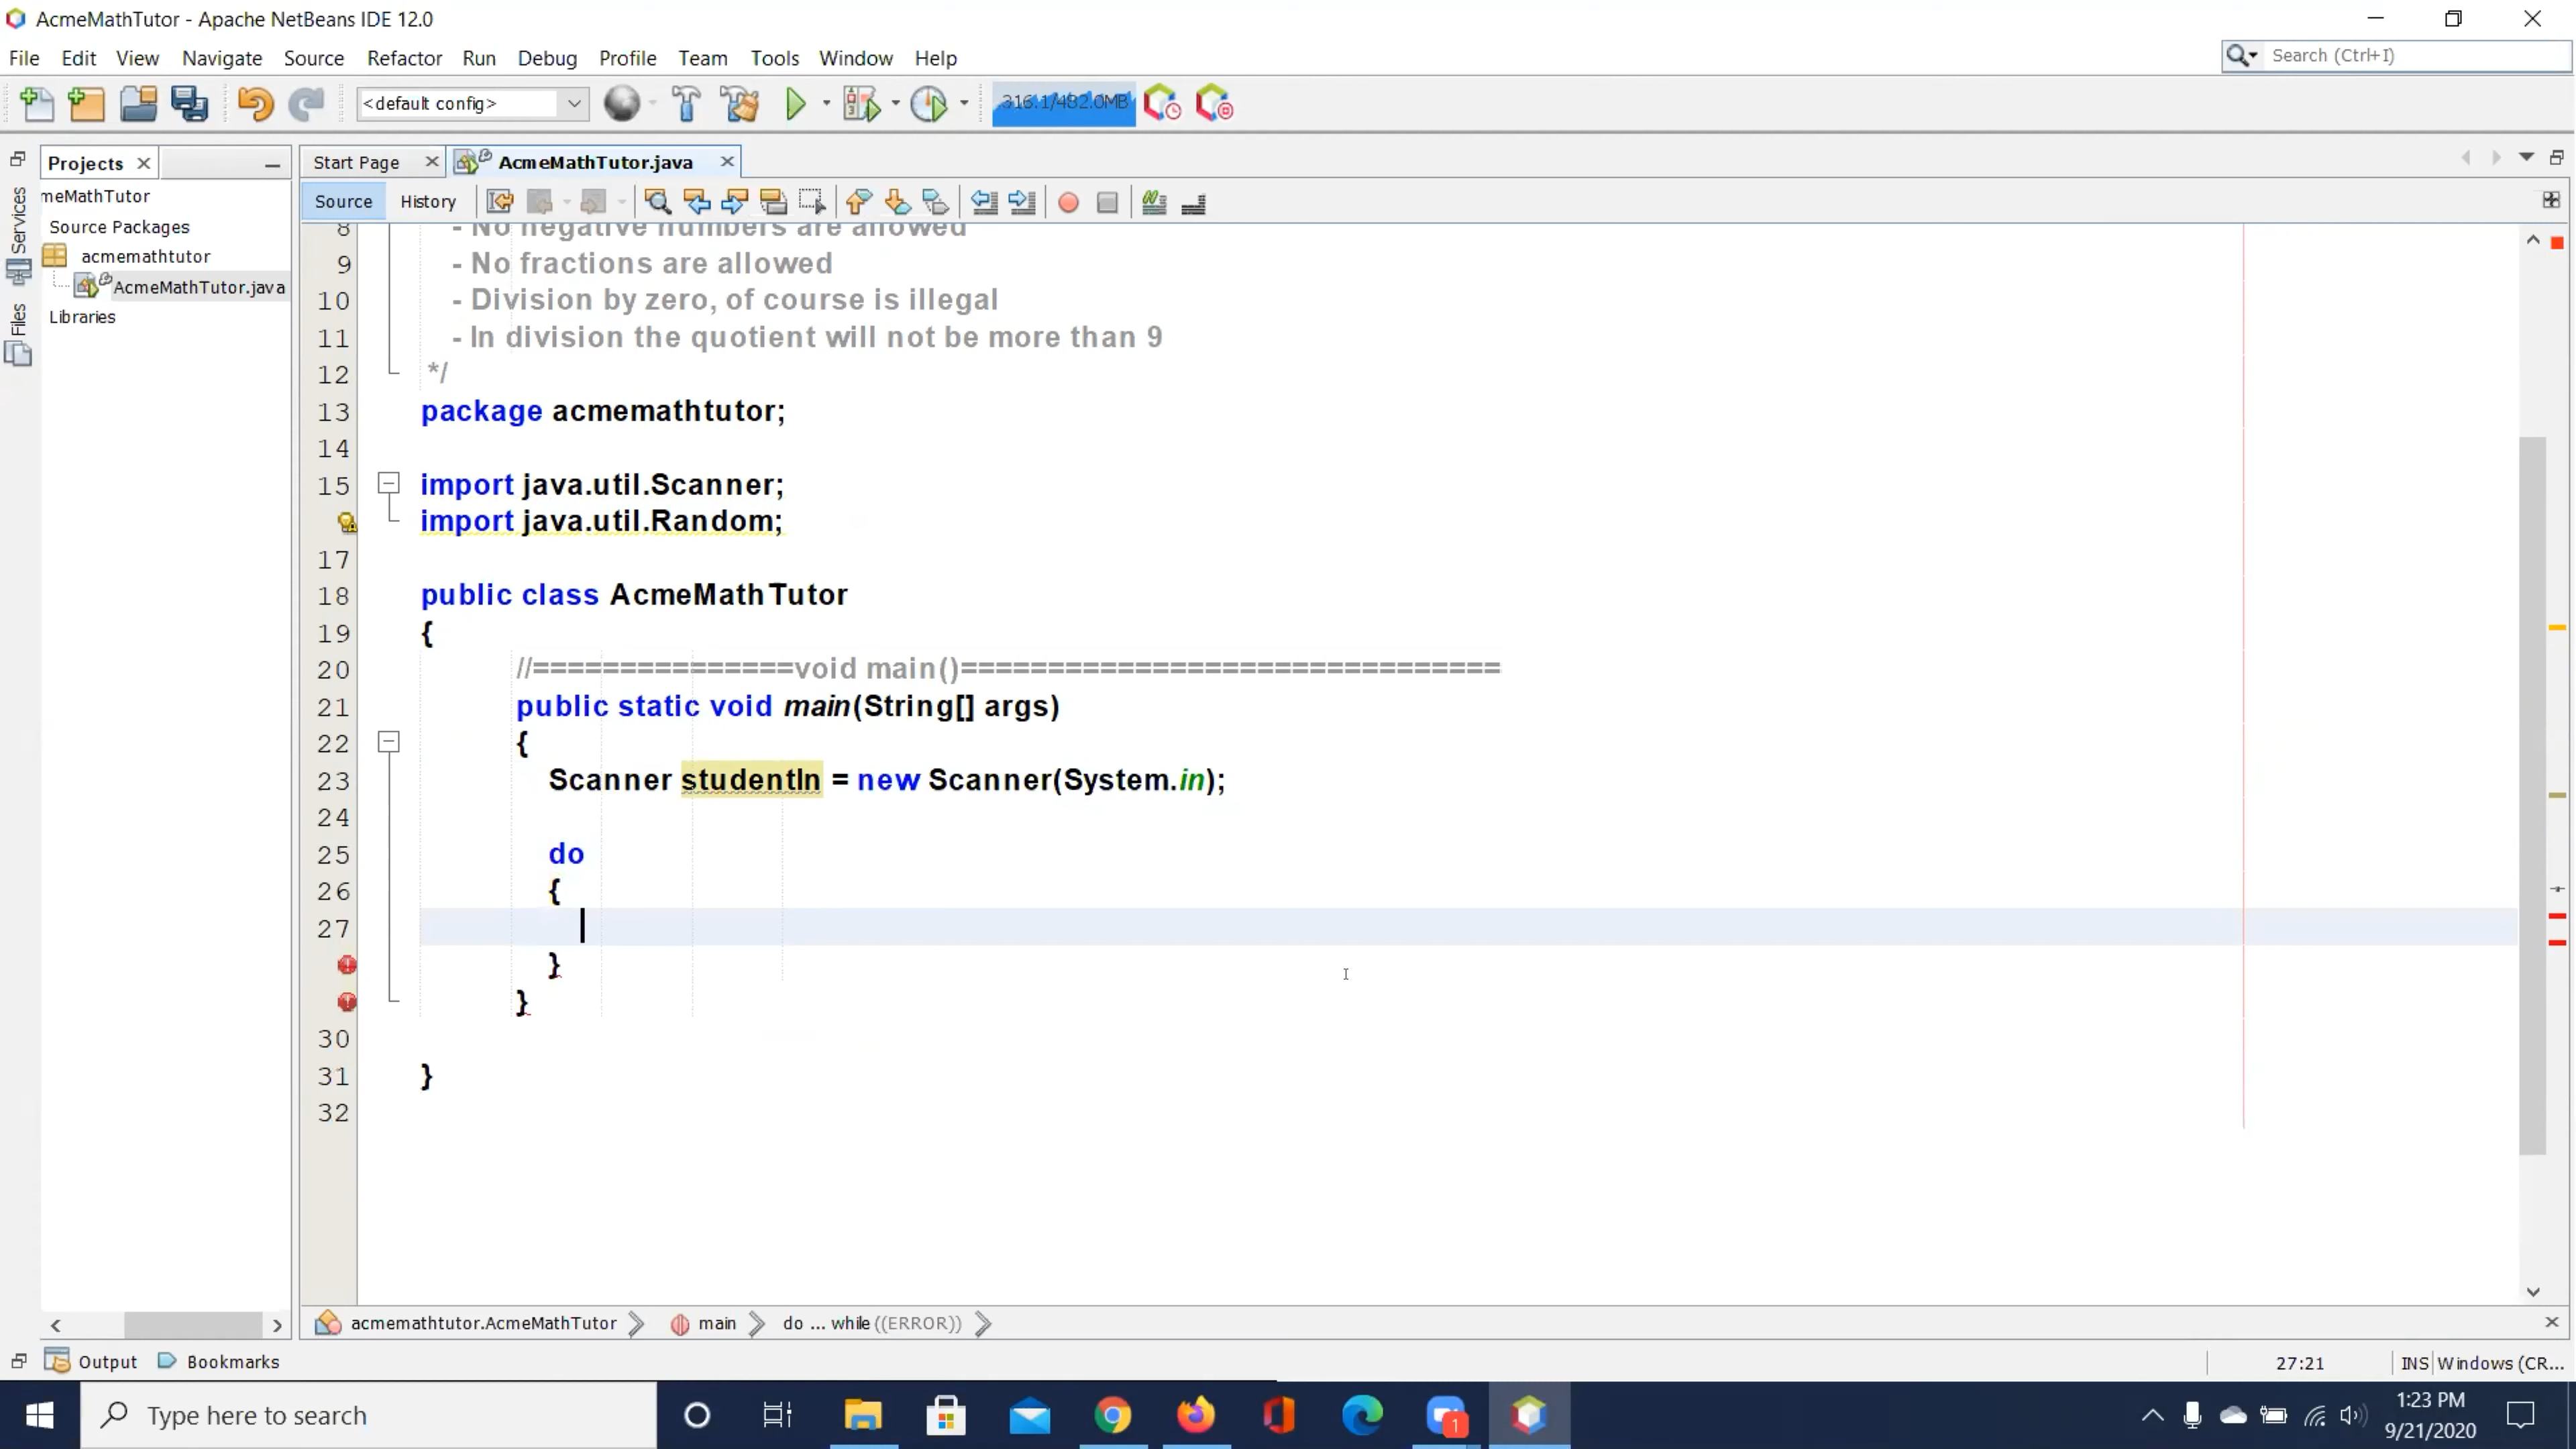 AcmeMathTutor - Apache NetBeans IDE 12.0
File Edit View Navigate Source Refactor Run Debug Profile Team Tools Window Help
Search (Ctrl+I)
<default config>
316.1/482.0MB
Projects
Start Page
AcmeMathTutor.java
Services
Files
meMathTutor
Source Packages
acmemathtutor
AcmeMathTutor.java
Libraries
Source History
8 - No negative numbers are allowed
9 - No fractions are allowed
10 - Division by zero, of course is illegal
11 - In division the quotient will not be more than 9
12 */
13 package acmemathtutor;
14
15 import java.util.Scanner;
import java.util.Random;
17
18 public class AcmeMathTutor
19 {
20 //===============void main()===============================
21 public static void main(String[] args)
22 {
23 Scanner studentIn = new Scanner(System.in);
24
25 do
26 {
27
}
}
30
31 }
32
acmemathtutor.AcmeMathTutor main do ... while ((ERROR))
Output Bookmarks
27:21 INS Windows (CR...
Type here to search
1
1:23 PM
9/21/2020